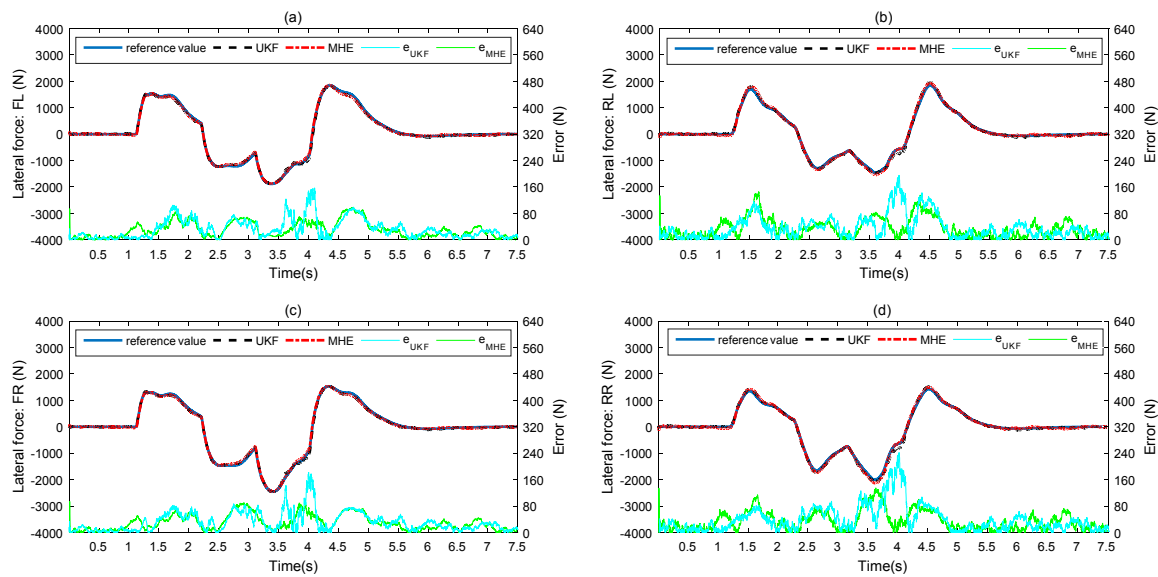 (a)
reference value UKF MHE e_UKF e_MHE
Lateral force: FL (N)
4000 3000 2000 1000 0 -1000 -2000 -3000 -4000
640 560 480 400 320 240 160 80 0
Error (N)
0.5 1 1.5 2 2.5 3 3.5 4 4.5 5 5.5 6 6.5 7 7.5
Time(s)
(b)
reference value UKF MHE e_UKF e_MHE
Lateral force: RL (N)
4000 3000 2000 1000 0 -1000 -2000 -3000 -4000
640 560 480 400 320 240 160 80 0
Error (N)
0.5 1 1.5 2 2.5 3 3.5 4 4.5 5 5.5 6 6.5 7 7.5
Time(s)
(c)
reference value UKF MHE e_UKF e_MHE
Lateral force: FR (N)
4000 3000 2000 1000 0 -1000 -2000 -3000 -4000
640 560 480 400 320 240 160 80 0
Error (N)
0.5 1 1.5 2 2.5 3 3.5 4 4.5 5 5.5 6 6.5 7 7.5
Time(s)
(d)
reference value UKF MHE e_UKF e_MHE
Lateral force: RR (N)
4000 3000 2000 1000 0 -1000 -2000 -3000 -4000
640 560 480 400 320 240 160 80 0
Error (N)
0.5 1 1.5 2 2.5 3 3.5 4 4.5 5 5.5 6 6.5 7 7.5
Time(s)